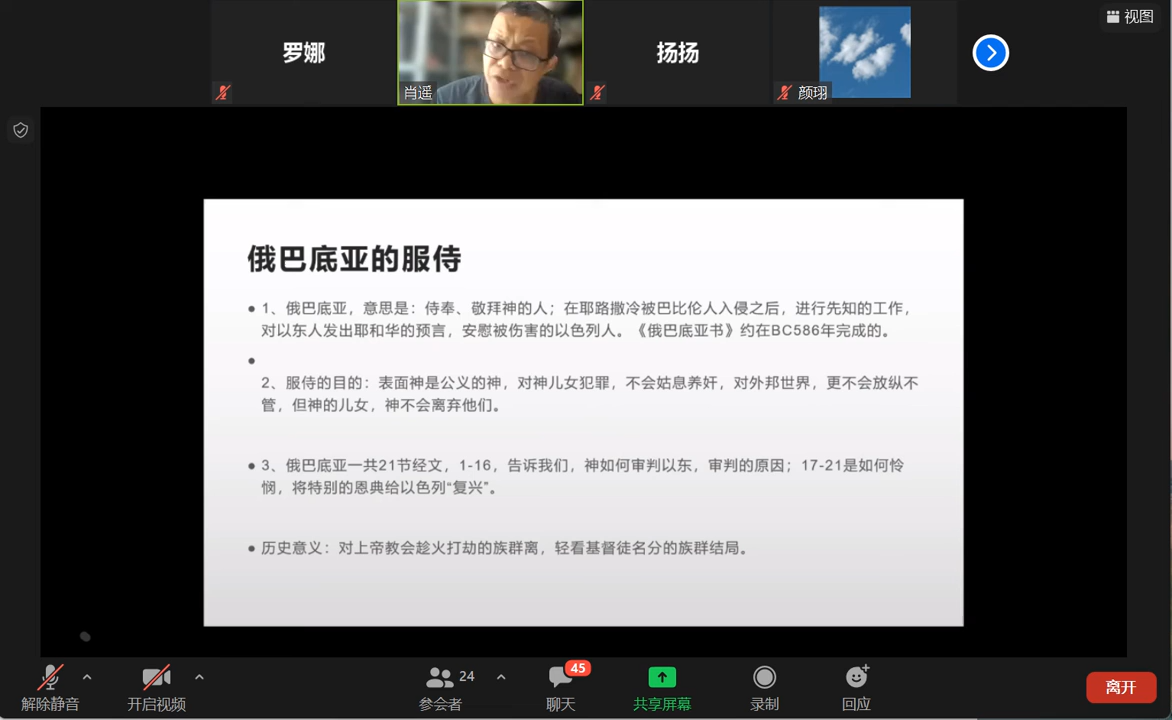 视图
罗娜
肖遥
扬扬
颜珝
俄巴底亚的服侍
1、俄巴底亚，意思是：侍奉、敬拜神的人；在耶路撒冷被巴比伦人入侵之后，进行先知的工作，
对以东人发出耶和华的预言，安慰被伤害的以色列人。《俄巴底亚书》约在BC586年完成的。
2、服侍的目的：表面神是公义的神，对神儿女犯罪，不会姑息养奸，对外邦世界，更不会放纵不
管，但神的儿女，神不会离弃他们。
3、俄巴底亚一共21节经文，1-16，告诉我们，神如何审判以东，审判的原因；17-21是如何怜
悯，将特别的恩典给以色列“复兴”。
历史意义：对上帝教会趁火打劫的族群离，轻看基督徒名分的族群结局。
24
45
解除静音
开启视频
参会者
聊天
共享屏幕
录制
回应
离开